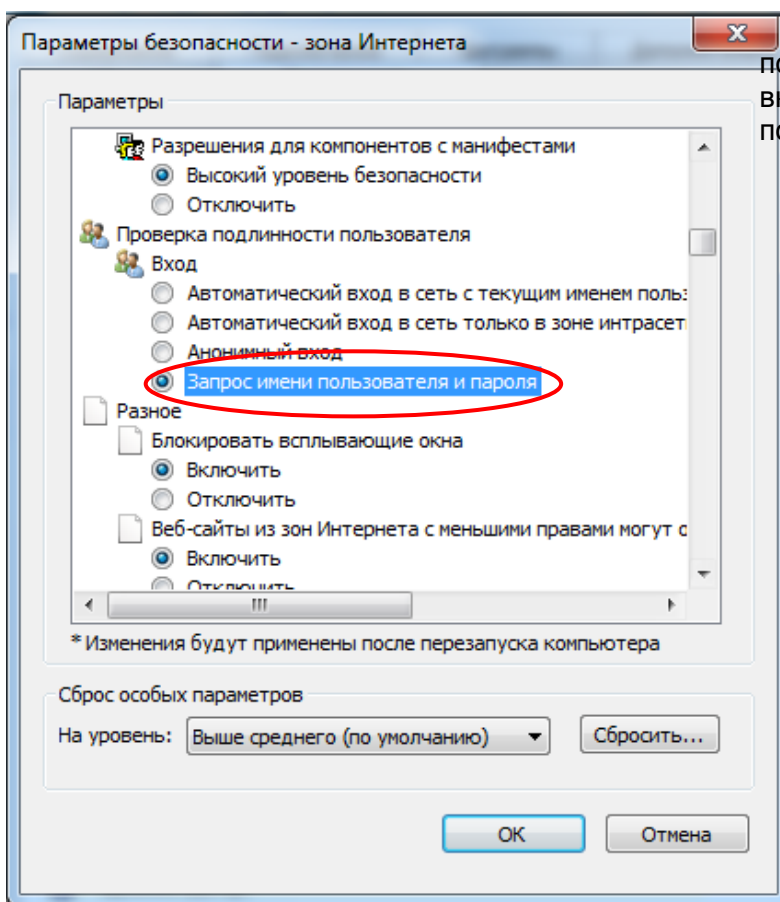 Параметры безопасности - зона Интернета
Параметры
Разрешения для компонентов с манифестами
Высокий уровень безопасности
Отключить
Проверка подлинности пользователя
Вход
Автоматический вход в сеть с текущим именем
Автоматический вход в сеть только в зоне
Анонимный вход
Запрос имени пользователя и пароля
Разное
Блокировать всплывающие окна
Включить
Отключить
Веб-сайты из зон Интернета с меньшими правами могут
Включить
Отключить
* Изменения будут применены после перезапуска компьютера
Сброс особых параметров
На уровень: Выше среднего (по умолчанию) Сбросить...
OK Отмена